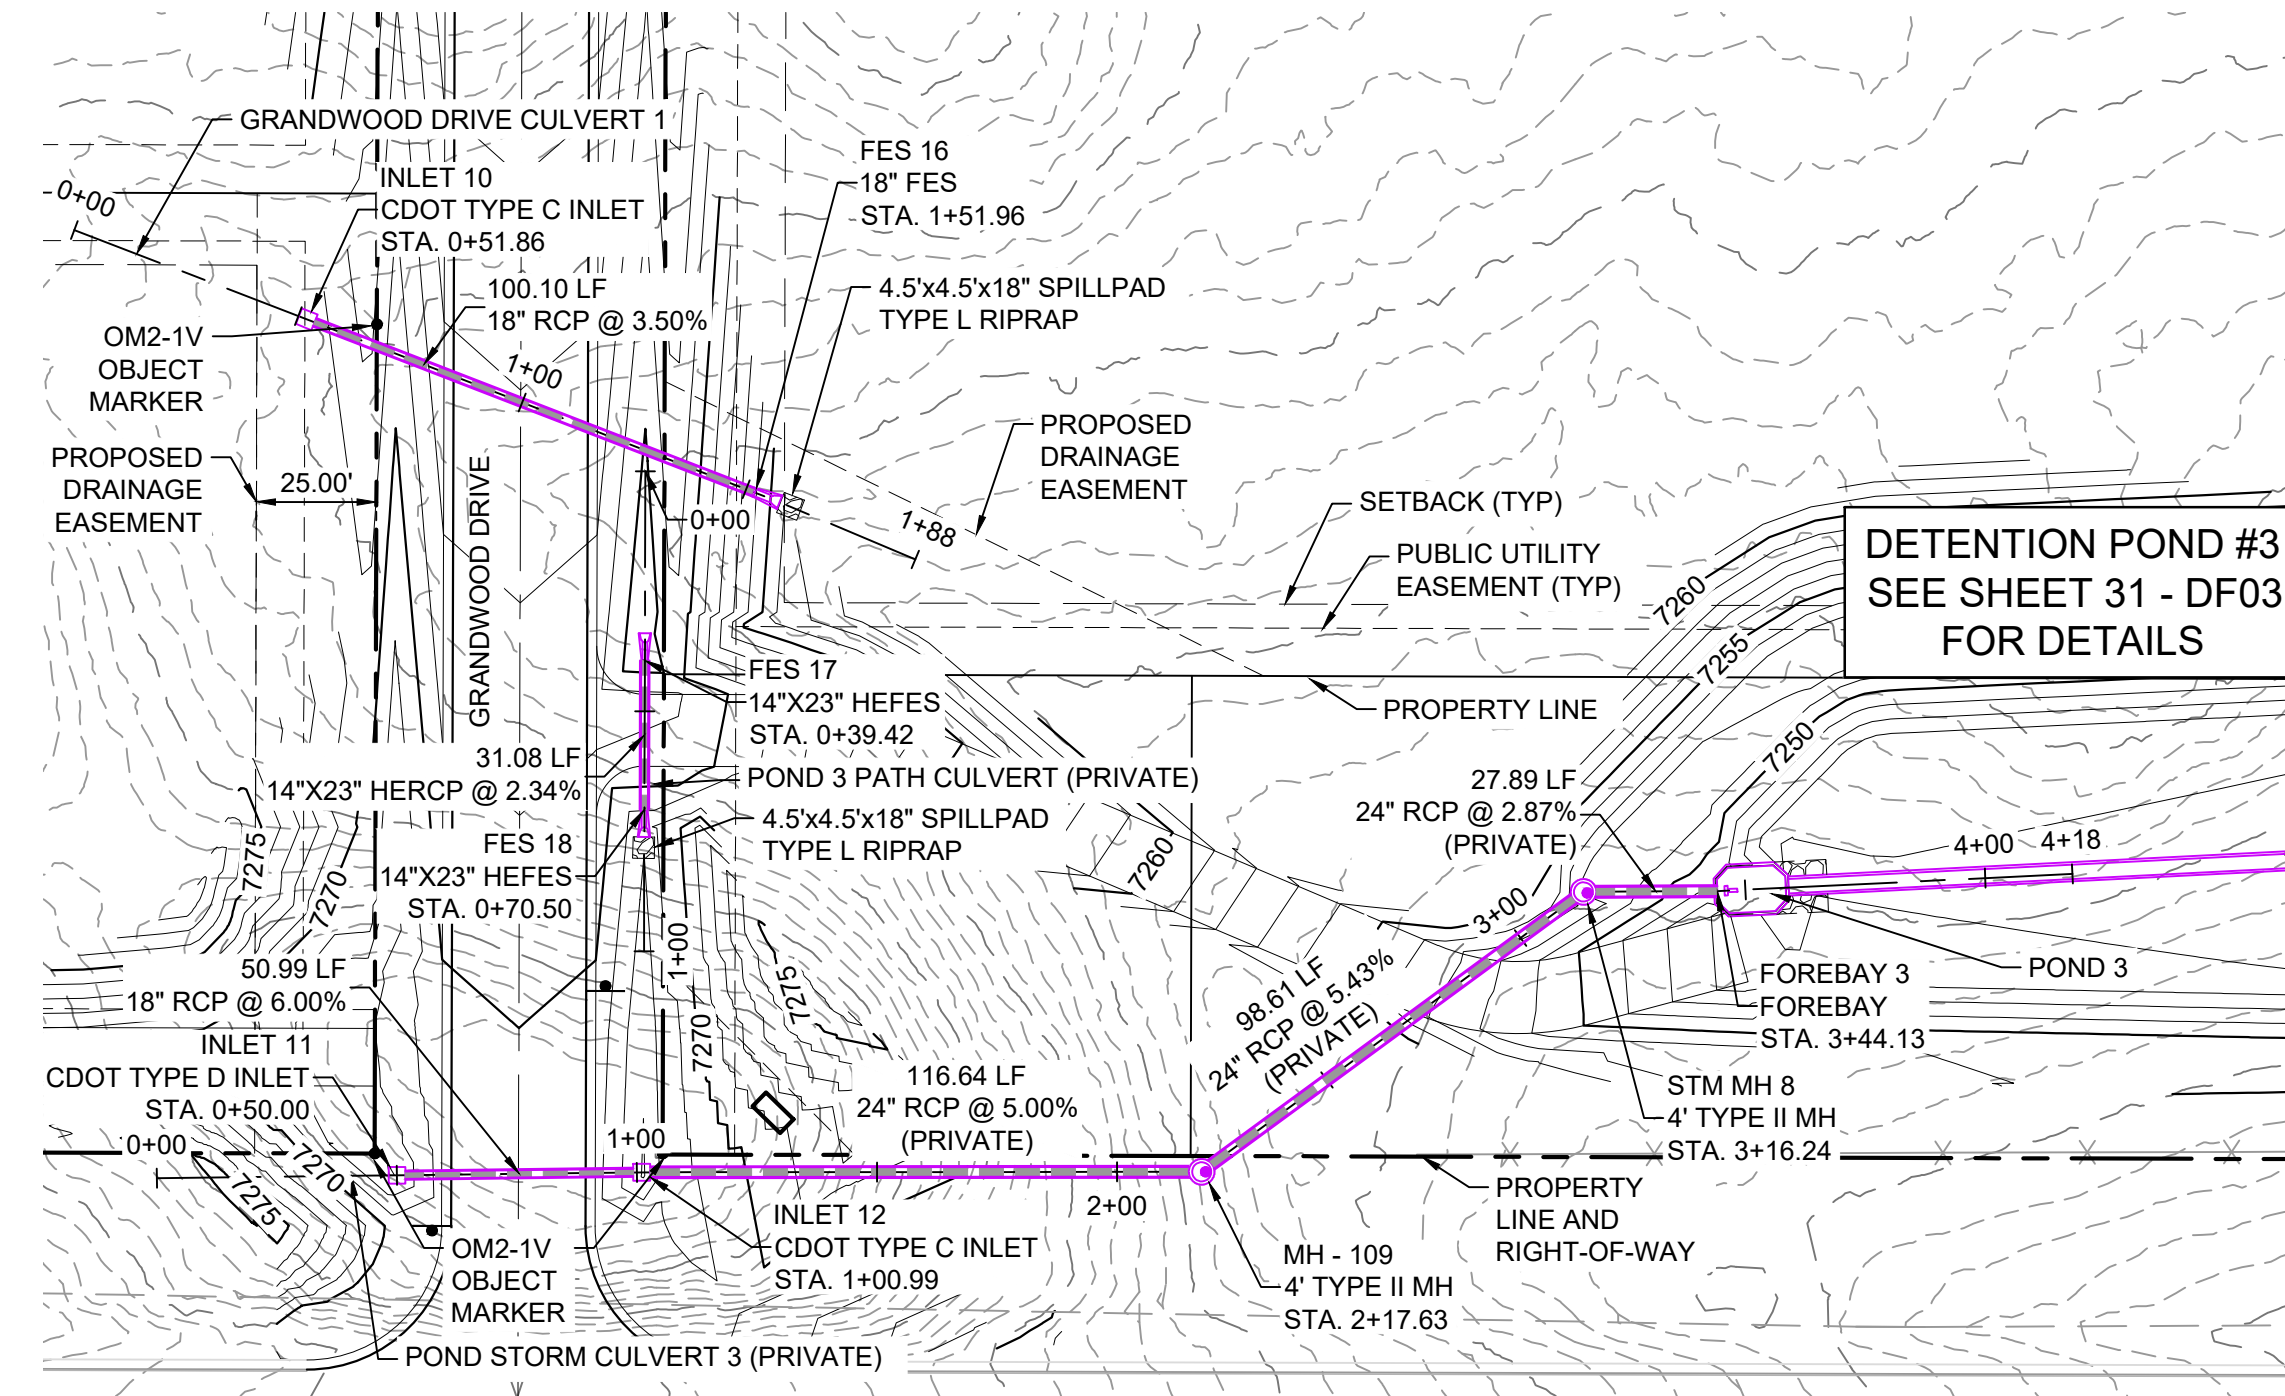 GRANDWOOD DRIVE CULVERT 1
0+00
INLET 10
CDOT TYPE C INLET
STA. 0+51.86
FES 16
18" FES
STA. 1+51.96
100.10 LF
18" RCP @ 3.50%
4.5'x4.5'x18" SPILLPAD
TYPE L RIPRAP
OM2-1V
OBJECT
MARKER
1+00
PROPOSED
DRAINAGE
EASEMENT
25.00'
GRANDWOOD DRIVE
0+00
1+88
PROPOSED
DRAINAGE
EASEMENT
SETBACK (TYP)
PUBLIC UTILITY
EASEMENT (TYP)
7260
7255
7250
DETENTION POND #3
SEE SHEET 31 - DF03
FOR DETAILS
FES 17
14"X23" HEFES
STA. 0+39.42
PROPERTY LINE
31.08 LF
14"X23" HERCP @ 2.34%
POND 3 PATH CULVERT (PRIVATE)
4.5'x4.5'x18" SPILLPAD
TYPE L RIPRAP
27.89 LF
24" RCP @ 2.87%
(PRIVATE)
FES 18
14"X23" HEFES
STA. 0+70.50
7275
7270
7260
4+00
4+18
3+00
1+00
7275
7270
50.99 LF
18" RCP @ 6.00%
98.61 LF
24" RCP @ 5.43%
(PRIVATE)
FOREBAY 3
FOREBAY
STA. 3+44.13
POND 3
INLET 11
CDOT TYPE D INLET
STA. 0+50.00
116.64 LF
24" RCP @ 5.00%
(PRIVATE)
STM MH 8
4' TYPE II MH
STA. 3+16.24
0+00
1+00
7270
7275
2+00
PROPERTY
LINE AND
RIGHT-OF-WAY
INLET 12
CDOT TYPE C INLET
STA. 1+00.99
OM2-1V
OBJECT
MARKER
MH - 109
4' TYPE II MH
STA. 2+17.63
POND STORM CULVERT 3 (PRIVATE)